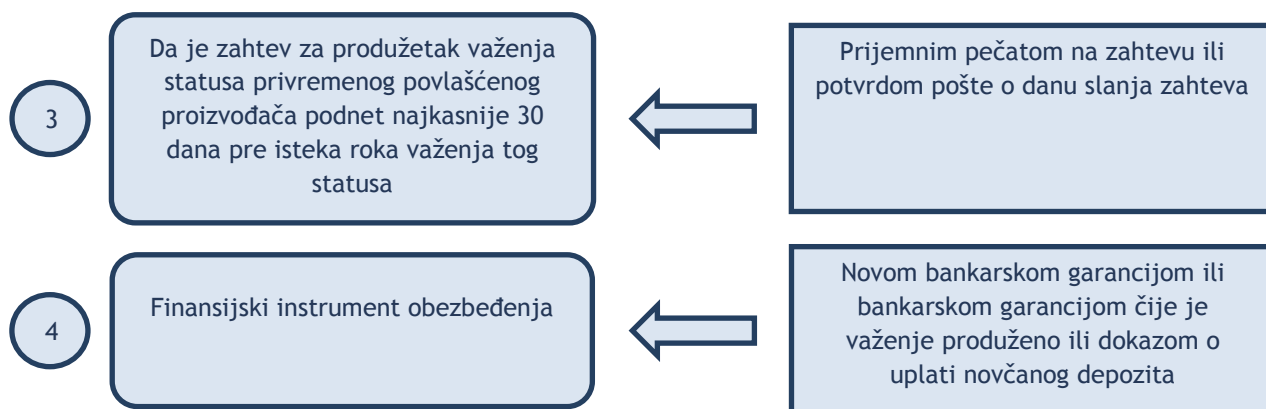 3
Da je zahtev za produžetak važenja
statusa privremenog povlašćenog
proizvođača podnet najkasnije 30
dana pre isteka roka važenja tog
statusa
Prijemnim pečatom na zahtevu ili
potvrdom pošte o danu slanja zahteva
4
Finansijski instrument obezbeđenja
Novom bankarskom garancijom ili
bankarskom garancijom čije je
važenje produženo ili dokazom o
uplati novčanog depozita